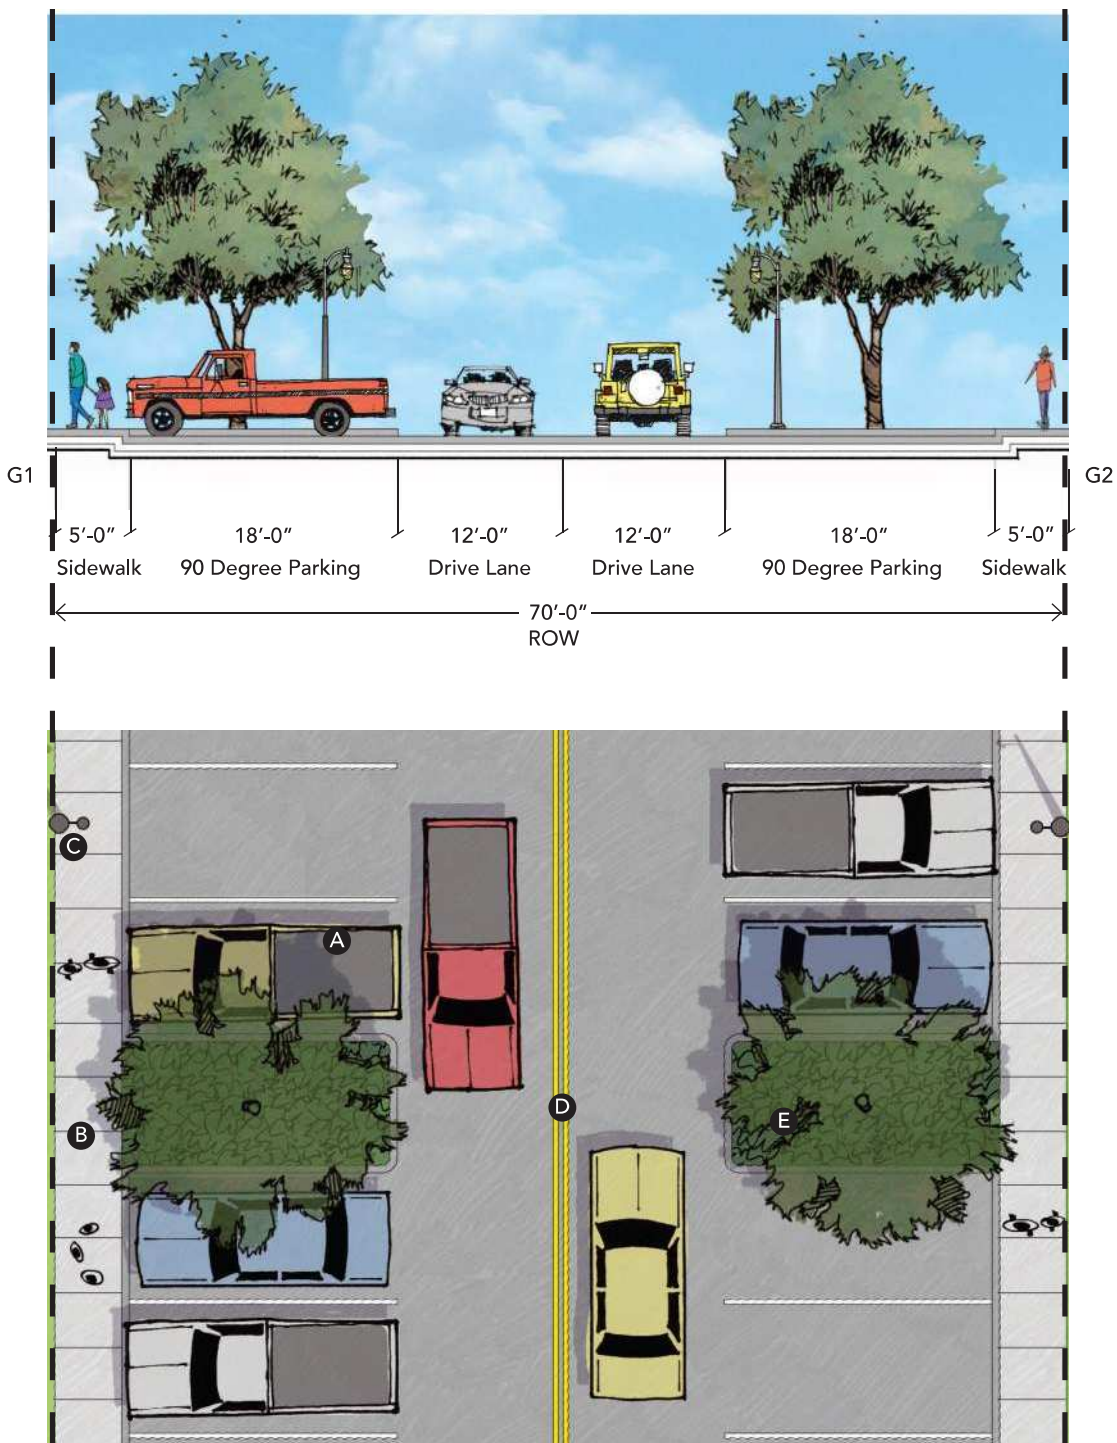 G1
G2
5'-0" 18'-0" 12'-0" 12'-0" 18'-0" 5'-0"
Sidewalk 90 Degree Parking Drive Lane Drive Lane 90 Degree Parking Sidewalk
70'-0"
ROW
C
A
D
E
B